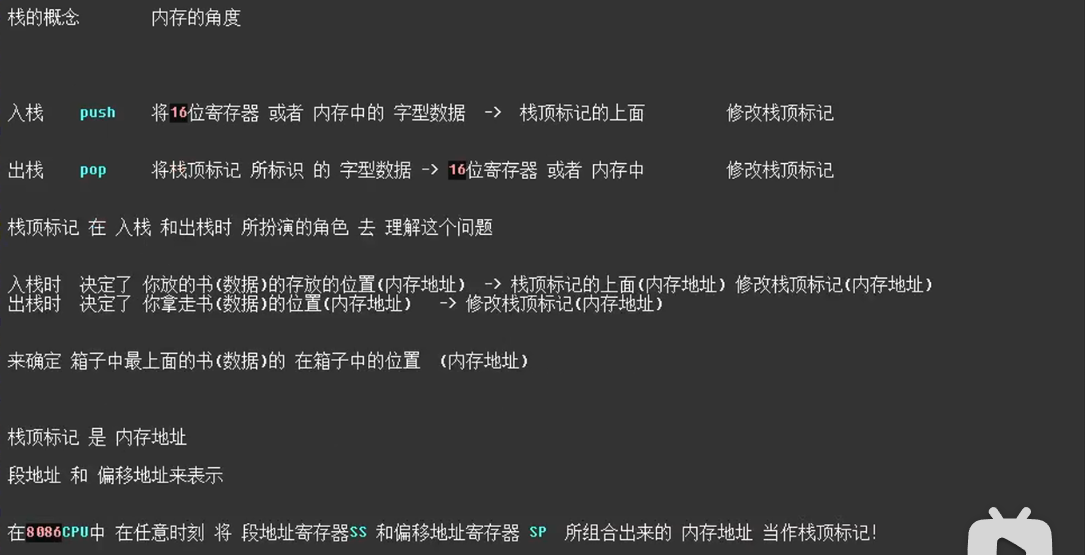 栈的概念 内存的角度
入栈 push 将16位寄存器 或者 内存中的 字型数据 -> 栈顶标记的上面 修改栈顶标记
出栈 pop 将栈顶标记 所标识 的 字型数据 -> 16位寄存器 或者 内存中 修改栈顶标记
栈顶标记 在 入栈 和出栈时 所扮演的角色 去 理解这个问题
入栈时 决定了 你放的书(数据)的存放的位置(内存地址) -> 栈顶标记的上面(内存地址) 修改栈顶标记(内存地址)
出栈时 决定了 你拿走书(数据)的位置(内存地址) -> 修改栈顶标记(内存地址)
来确定 箱子中最上面的书(数据)的 在箱子中的位置 (内存地址)
栈顶标记 是 内存地址
段地址 和 偏移地址来表示
在8086CPU中 在任意时刻 将 段地址寄存器SS 和偏移地址寄存器 SP 所组合出来的 内存地址 当作栈顶标记!